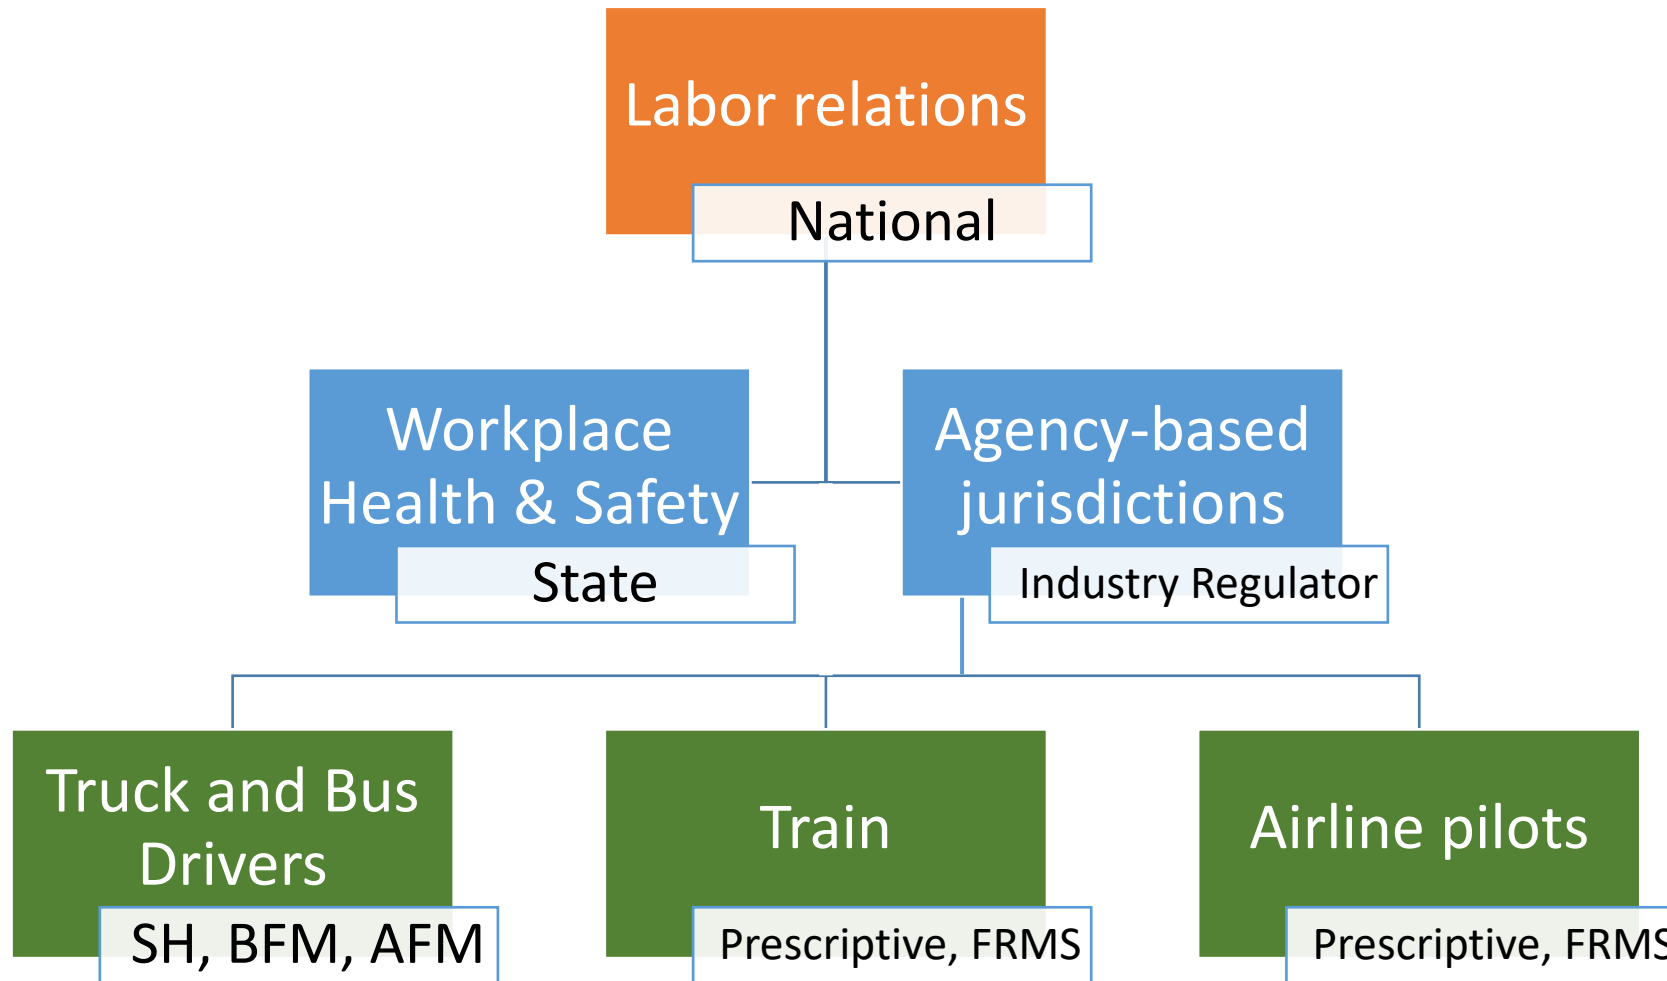 Labor relations
National
Workplace
Health & Safety
State
Agency-based
jurisdictions
Industry Regulator
Truck and Bus
Drivers
SH, BFM, AFM
Train
Prescriptive, FRMS
Airline pilots
Prescriptive, FRMS